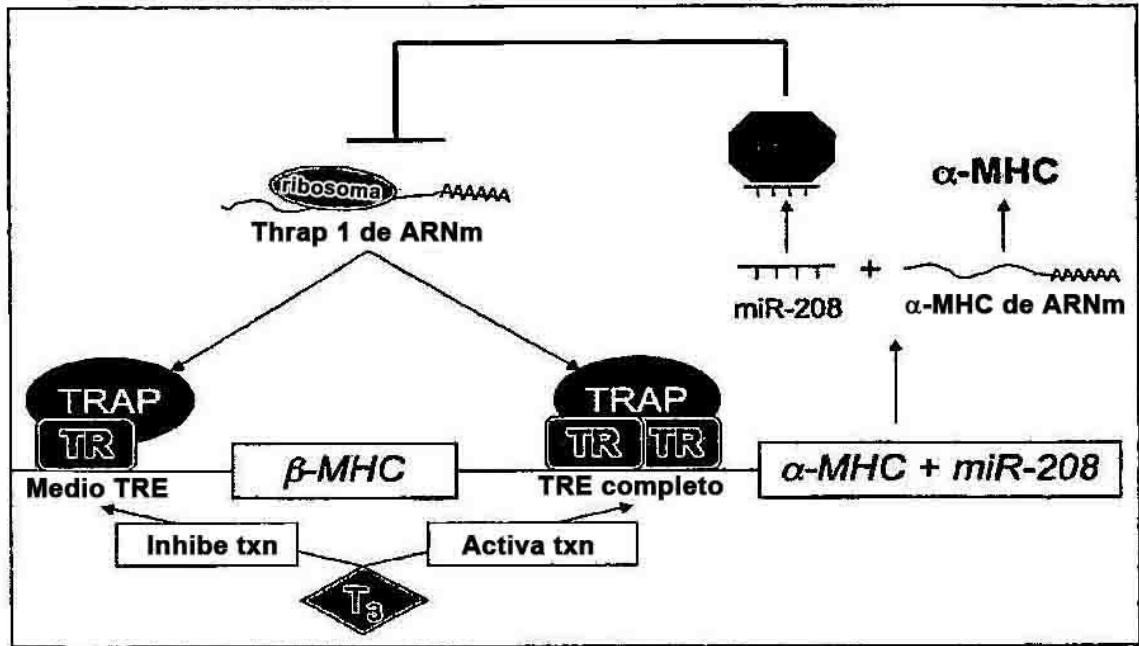 ribosoma
AAAAAA
Thrap 1 de ARNm
α-MHC
miR-208
+
AAAAAA
α-MHC de ARNm
TRAP
TR
TRAP
TR TR
Medio TRE
β-MHC
TRE completo
α-MHC + miR-208
Inhibe txn
Activa txn
T₃